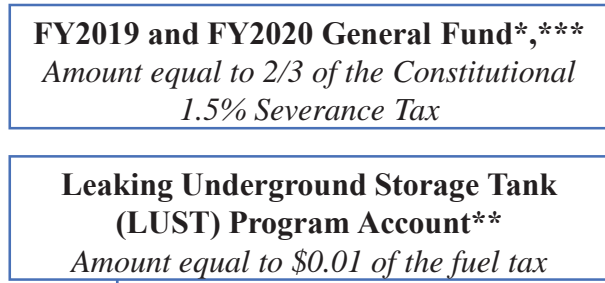 FY2019 and FY2020 General Fund*,***
Amount equal to 2/3 of the Constitutional
1.5% Severance Tax
Leaking Underground Storage Tank
(LUST) Program Account**
Amount equal to $0.01 of the fuel tax